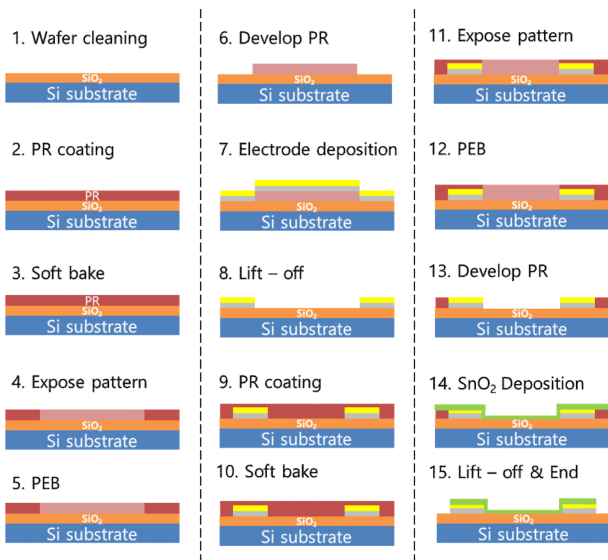 1. Wafer cleaning
SiO₂
Si substrate
2. PR coating
PR
SiO₂
Si substrate
3. Soft bake
PR
SiO₂
Si substrate
4. Expose pattern
SiO₂
Si substrate
5. PEB
SiO₂
Si substrate
6. Develop PR
SiO₂
Si substrate
7. Electrode deposition
SiO₂
Si substrate
8. Lift – off
SiO₂
Si substrate
9. PR coating
SiO₂
Si substrate
10. Soft bake
SiO₂
Si substrate
11. Expose pattern
SiO₂
Si substrate
12. PEB
SiO₂
Si substrate
13. Develop PR
SiO₂
Si substrate
14. SnO₂ Deposition
SiO₂
Si substrate
15. Lift – off & End
SiO₂
Si substrate